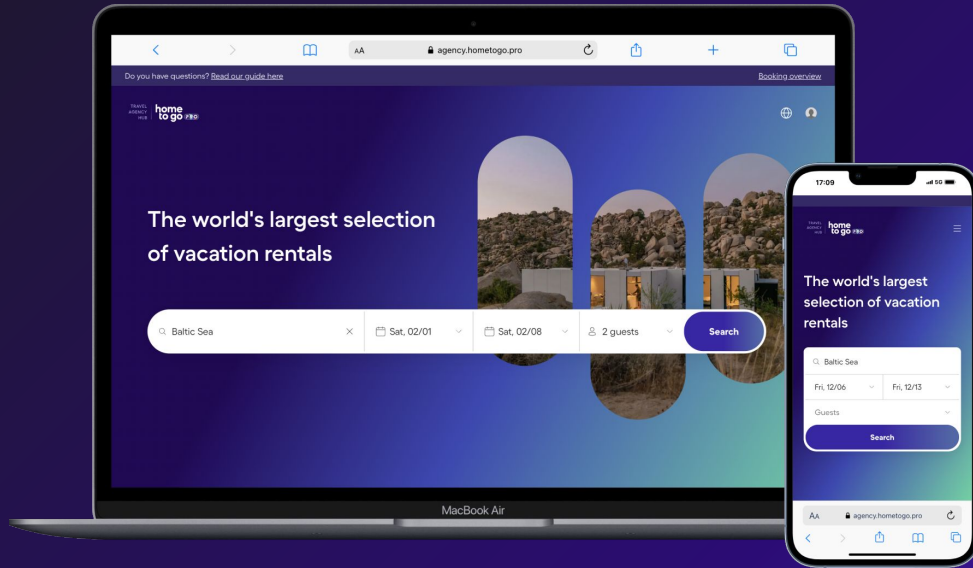 AA
agency.hometogo.pro
Do you have questions? Read our guide here
Booking overview
TRAVEL
AGENCY
HUB
home
to go PRO
The world's largest selection
of vacation rentals
Baltic Sea
Sat, 02/01
Sat, 02/08
2 guests
Search
MacBook Air
17:09
5G
TRAVEL
AGENCY
HUB
home
to go PRO
The world's largest
selection of vacation
rentals
Baltic Sea
Fri, 12/06
Fri, 12/13
Guests
Search
AA
agency.hometogo.pro